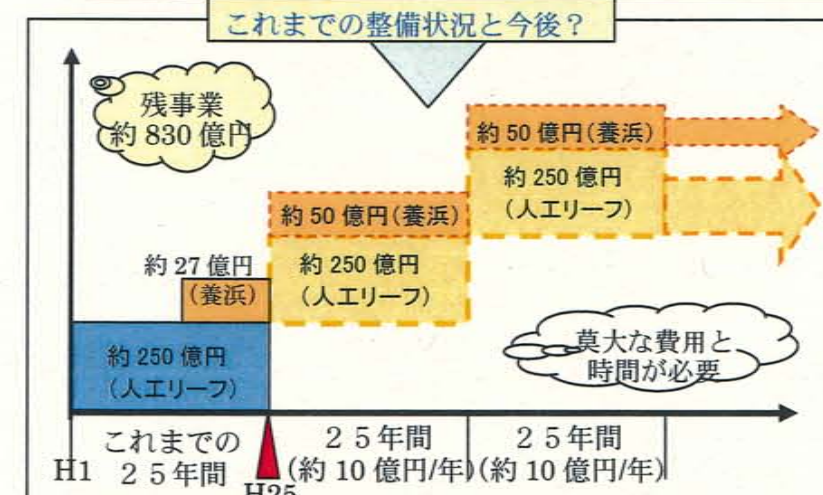 これまでの整備状況と今後？
残事業
約 830 億円
約 50 億円(養浜)
約 250 億円
(人工リーフ)
約 50 億円(養浜)
約 250 億円
(人工リーフ)
約 27 億円
(養浜)
約 250 億円
(人工リーフ)
莫大な費用と
時間が必要
これまでの
２５年間
２５年間
(約 10 億円/年)
２５年間
(約 10 億円/年)
H1
H25